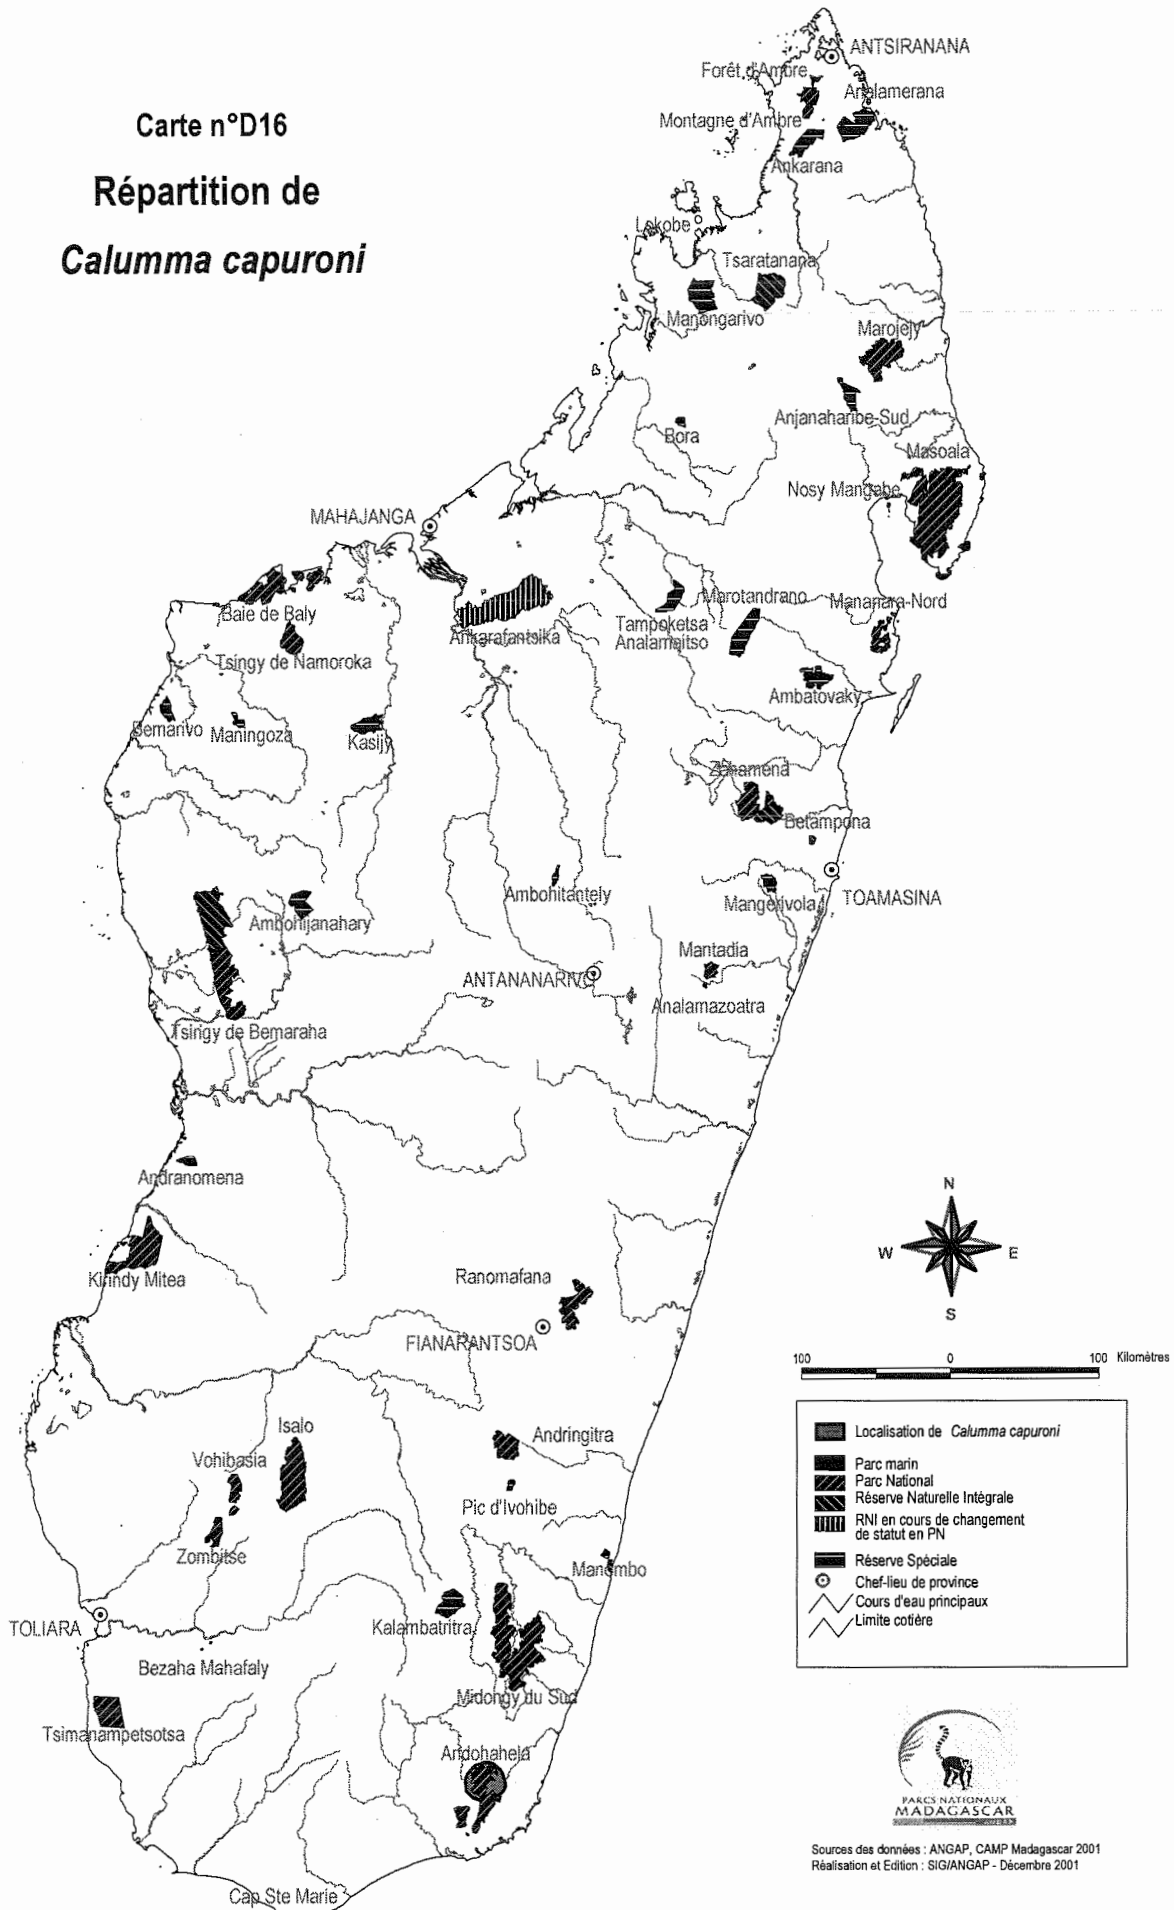 Carte n°D16
Répartition de
Calumma capuroni
ANTSIRANANA
Forêt d'Ambre
Analamerana
Montagne d'Ambre
Ankarana
Lokobe
Tsaratanana
Manongarivo
Marojejy
Anjanaharibe-Sud
Bora
Masoala
Nosy Mangabe
MAHAJANGA
Baie de Baly
Ankarafantsika
Tampoketsa
Analamaitso
Marotandrano
Mananara-Nord
Tsingy de Namoroka
Ambatovaky
Bemarivo
Maningoza
Kasijy
Zahamena
Betampona
Ambohitantely
Mangerivola
TOAMASINA
Ambohijanahary
Mantadia
ANTANANARIVO
Analamazoatra
Tsingy de Bemaraha
Andranomena
Kirindy Mitea
Ranomafana
FIANARANTSOA
Isalo
Andringitra
Vohibasia
Pic d'Ivohibe
Zombitse
Manombo
TOLIARA
Kalambatritra
Bezaha Mahafaly
Midongy du Sud
Tsimanampetsotsa
Andohahela
Cap Ste Marie
N
W
E
S
100 0 100 Kilomètres
Localisation de Calumma capuroni
Parc marin
Parc National
Réserve Naturelle Intégrale
RNI en cours de changement
de statut en PN
Réserve Spéciale
Chef-lieu de province
Cours d'eau principaux
Limite cotière
PARCS NATIONAUX
MADAGASCAR
Sources des données : ANGAP, CAMP Madagascar 2001
Réalisation et Edition : SIG/ANGAP - Décembre 2001